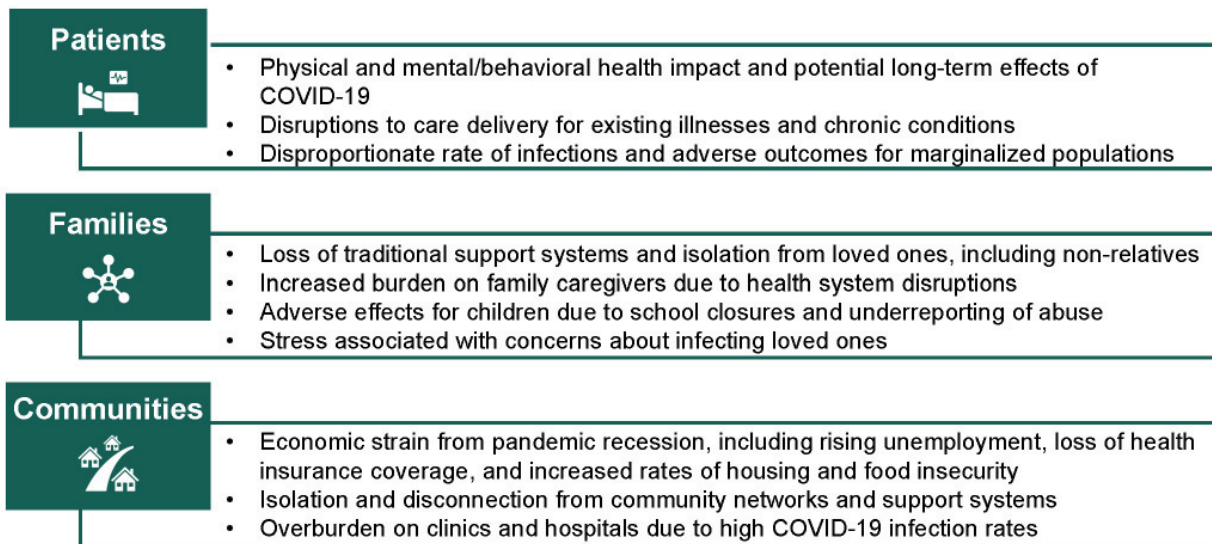 Patients
• Physical and mental/behavioral health impact and potential long-term effects of
COVID-19
• Disruptions to care delivery for existing illnesses and chronic conditions
• Disproportionate rate of infections and adverse outcomes for marginalized populations
Families
• Loss of traditional support systems and isolation from loved ones, including non-relatives
• Increased burden on family caregivers due to health system disruptions
• Adverse effects for children due to school closures and underreporting of abuse
• Stress associated with concerns about infecting loved ones
Communities
• Economic strain from pandemic recession, including rising unemployment, loss of health
insurance coverage, and increased rates of housing and food insecurity
• Isolation and disconnection from community networks and support systems
• Overburden on clinics and hospitals due to high COVID-19 infection rates